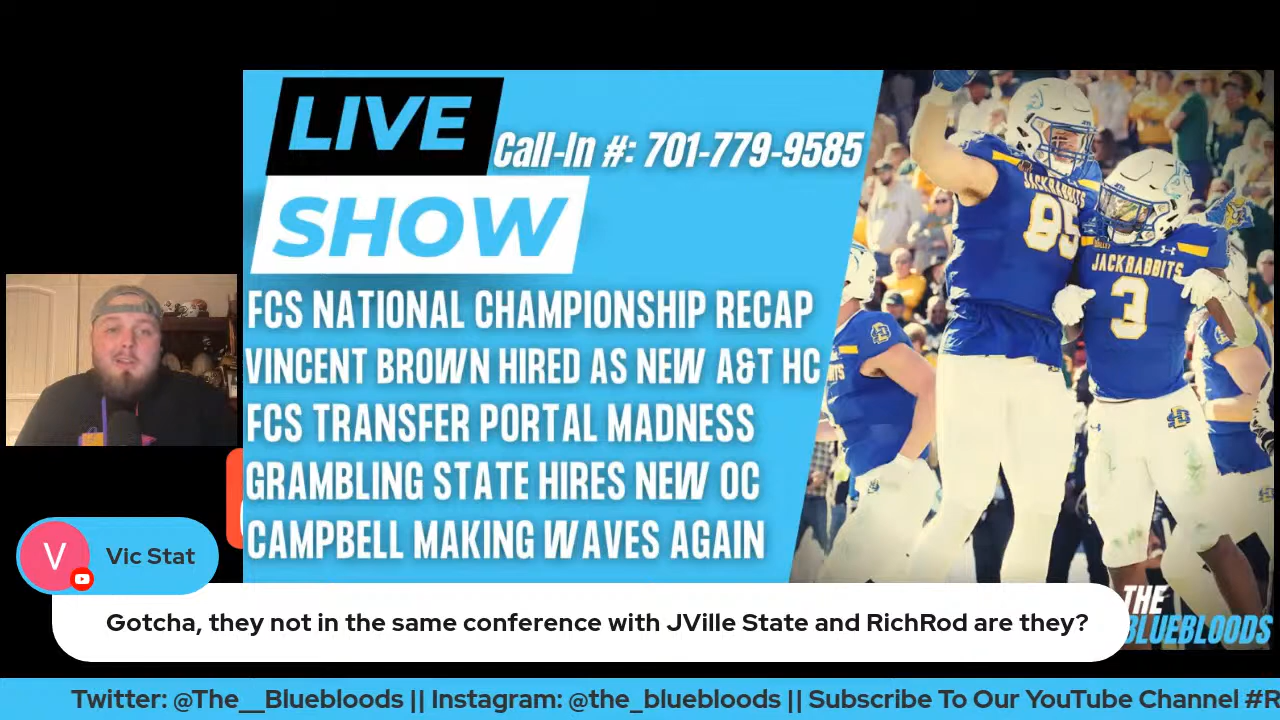 LIVE
Call-In #: 701-779-9585
SHOW
FCS NATIONAL CHAMPIONSHIP RECAP
VINCENT BROWN HIRED AS NEW A&T HC
FCS TRANSFER PORTAL MADNESS
GRAMBLING STATE HIRES NEW OC
CAMPBELL MAKING WAVES AGAIN
JACKRABBITS
85
JACKRABBITS
3
V
Vic Stat
Gotcha, they not in the same conference with JVille State and RichRod are they?
THE
BLUEBLOODS
Twitter: @The__Bluebloods || Instagram: @the_bluebloods || Subscribe To Our YouTube Channel #R